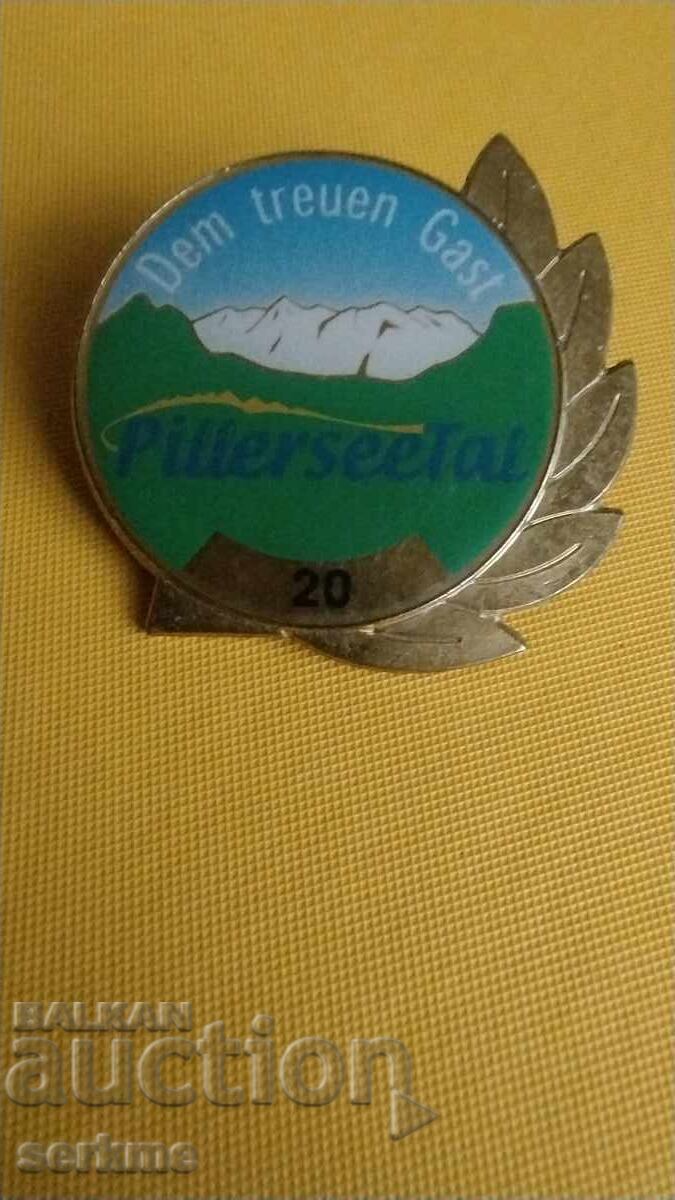 Dem treuen Gast
PillerseeTal
20
BALKAN
auction
serkme